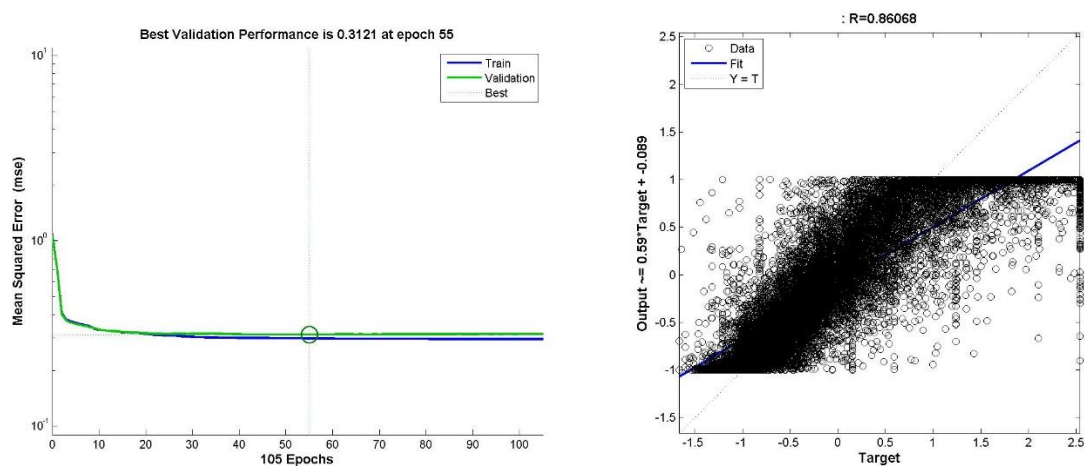 Best Validation Performance is 0.3121 at epoch 55
Train
Validation
Best
Mean Squared Error (mse)
10^1
10^0
10^-1
0 10 20 30 40 50 60 70 80 90 100
105 Epochs
: R=0.86068
Data
Fit
Y = T
Output ~= 0.59*Target + -0.089
2.5
2
1.5
1
0.5
0
-0.5
-1
-1.5
-1.5 -1 -0.5 0 0.5 1 1.5 2 2.5
Target